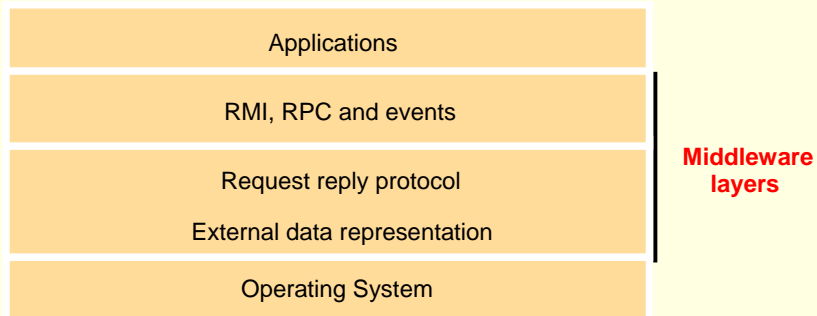 Applications
RMI, RPC and events
Request reply protocol
External data representation
Operating System
Middleware
layers